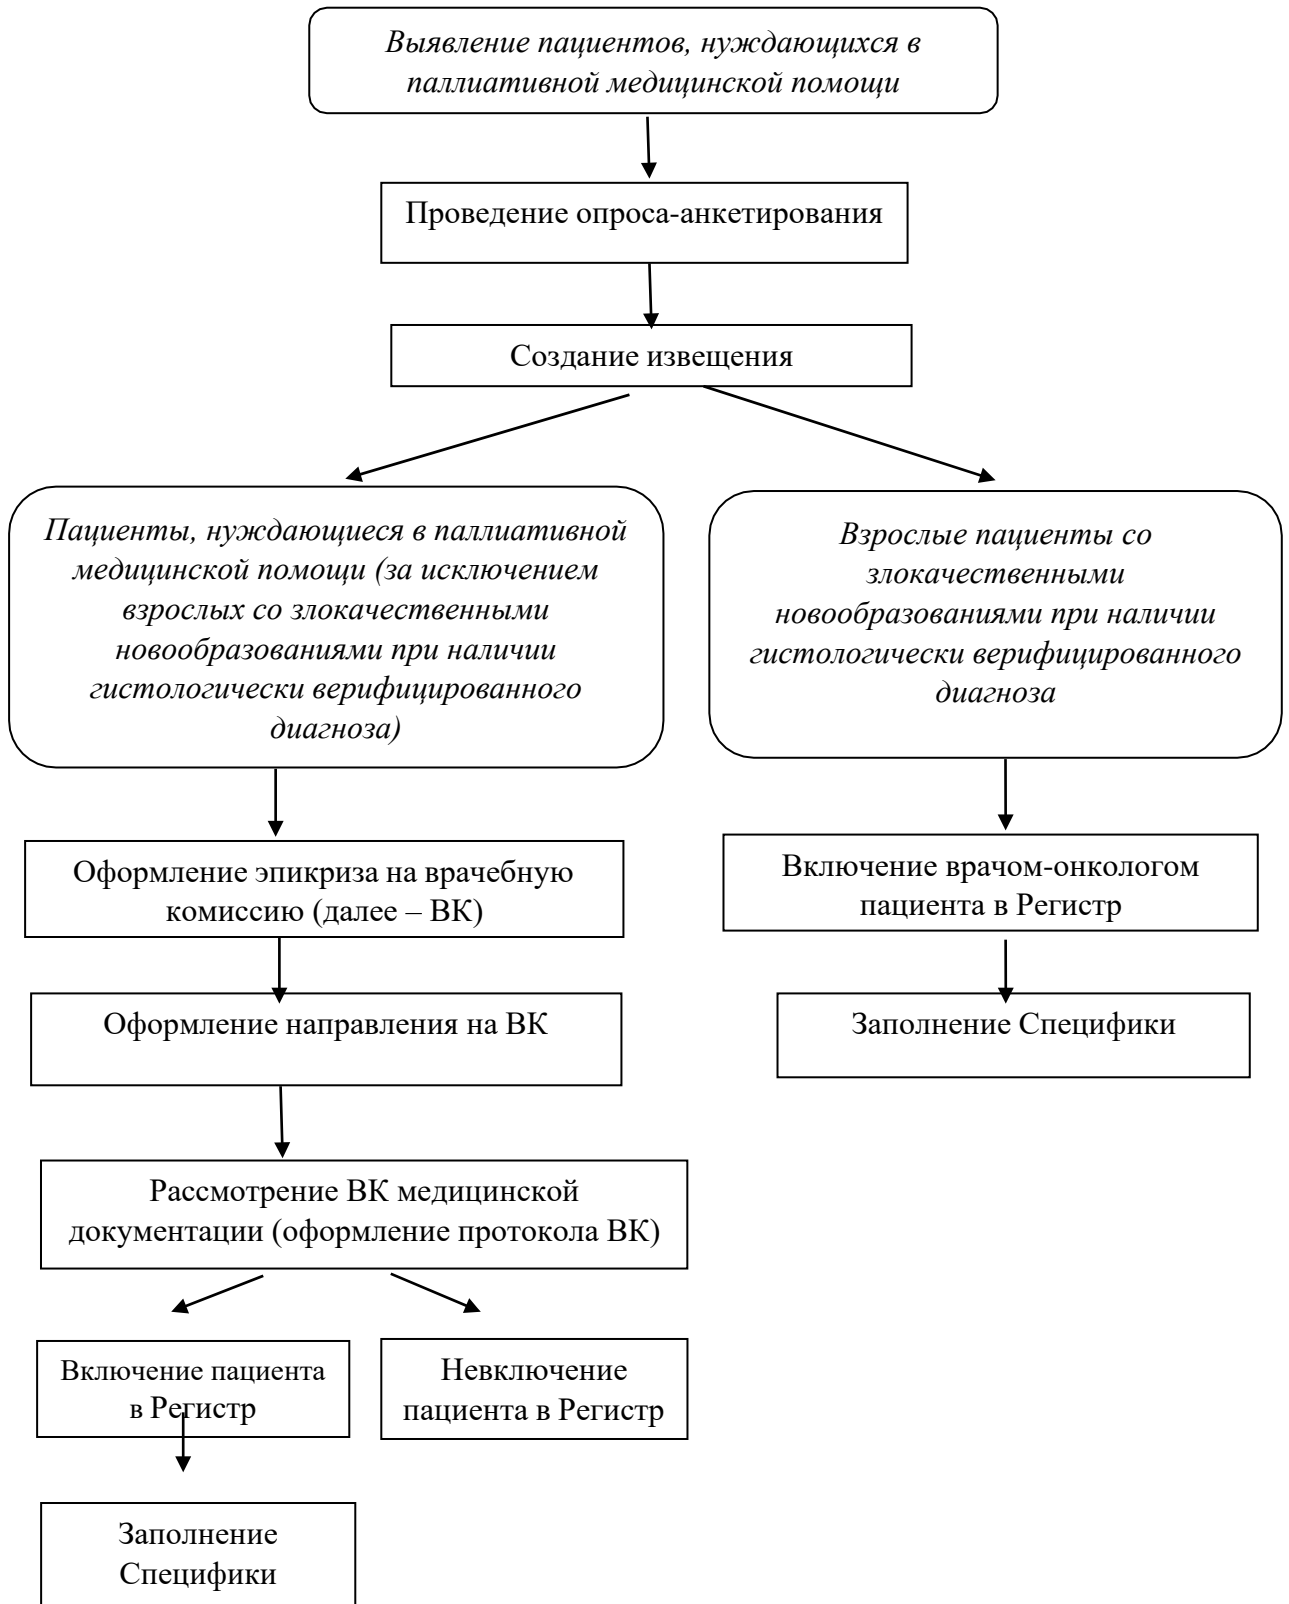 Выявление пациентов, нуждающихся в
паллиативной медицинской помощи
Проведение опроса-анкетирования
Создание извещения
Пациенты, нуждающиеся в паллиативной
медицинской помощи (за исключением
взрослых со злокачественными
новообразованиями при наличии
гистологически верифицированного
диагноза)
Взрослые пациенты со
злокачественными
новообразованиями при наличии
гистологически верифицированного
диагноза
Оформление эпикриза на врачебную
комиссию (далее – ВК)
Включение врачом-онкологом
пациента в Регистр
Оформление направления на ВК
Заполнение Специфики
Рассмотрение ВК медицинской
документации (оформление протокола ВК)
Включение пациента
в Регистр
Невключение
пациента в Регистр
Заполнение
Специфики